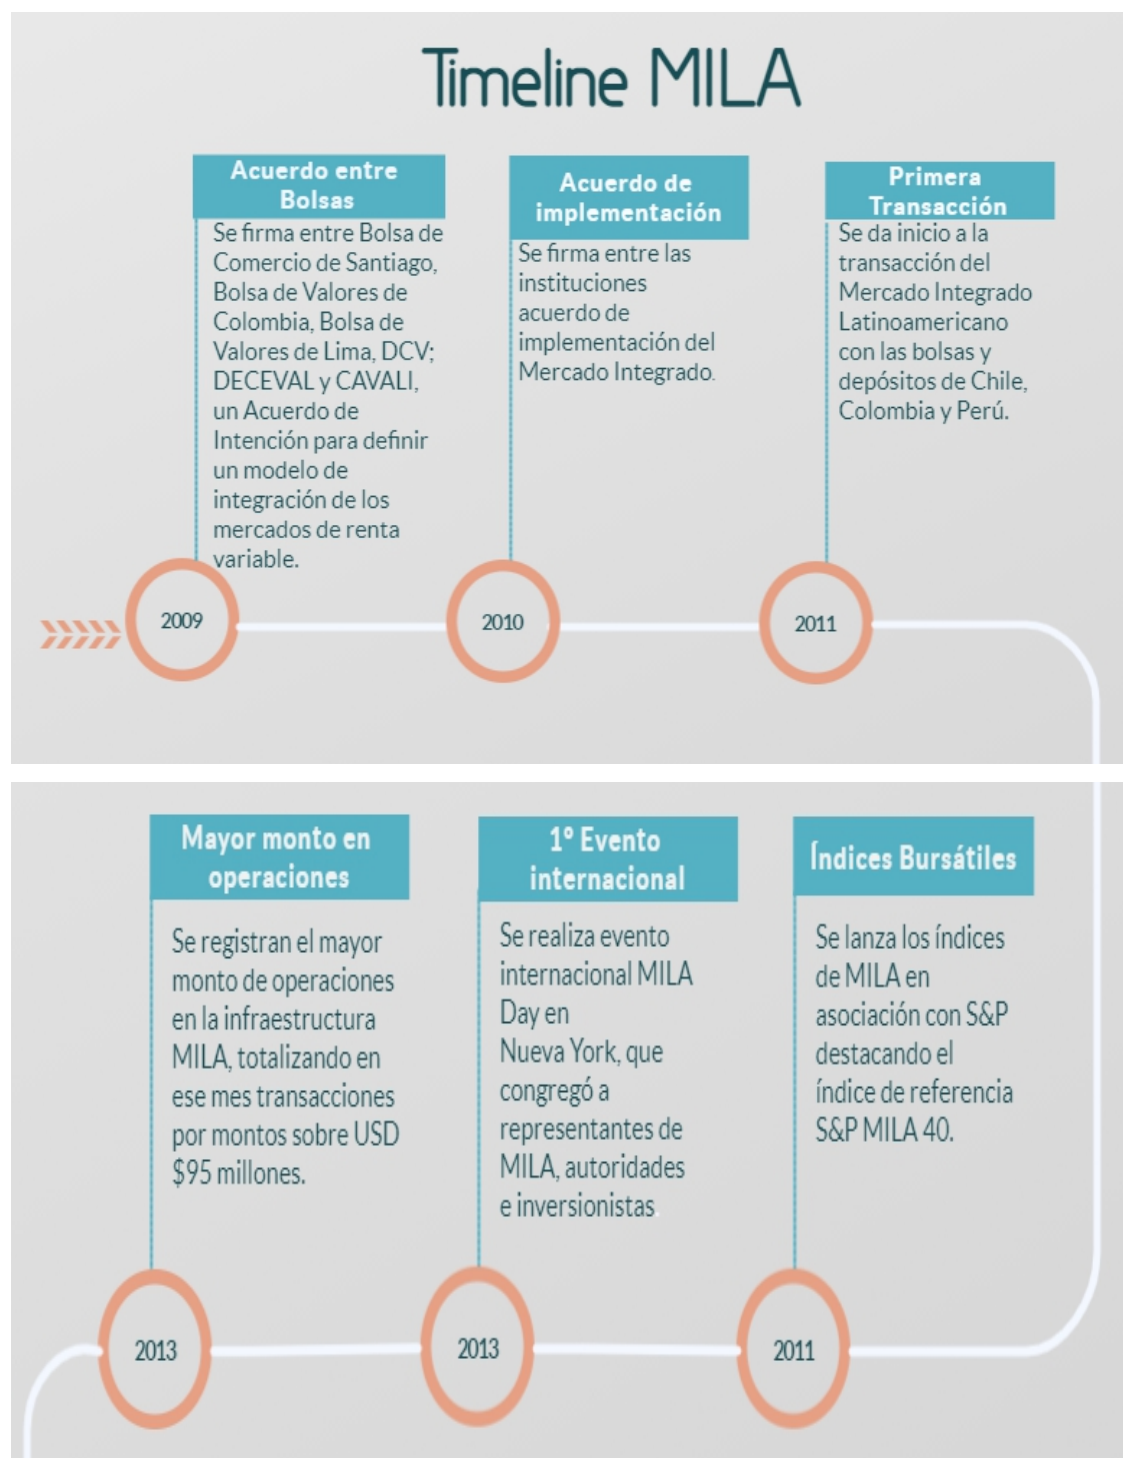 Timeline MILA
Acuerdo entre
Bolsas
Se firma entre Bolsa de
Comercio de Santiago,
Bolsa de Valores de
Colombia, Bolsa de
Valores de Lima, DCV;
DECEVAL y CAVALI,
un Acuerdo de
Intención para definir
un modelo de
integración de los
mercados de renta
variable.
2009
Acuerdo de
implementación
Se firma entre las
instituciones
acuerdo de
implementación del
Mercado Integrado.
2010
Primera
Transacción
Se da inicio a la
transacción del
Mercado Integrado
Latinoamericano
con las bolsas y
depósitos de Chile,
Colombia y Perú.
2011
Mayor monto en
operaciones
Se registran el mayor
monto de operaciones
en la infraestructura
MILA, totalizando en
ese mes transacciones
por montos sobre USD
$95 millones.
2013
1º Evento
internacional
Se realiza evento
internacional MILA
Day en
Nueva York, que
congregó a
representantes de
MILA, autoridades
e inversionistas.
2013
Índices Bursátiles
Se lanza los índices
de MILA en
asociación con S&P
destacando el
índice de referencia
S&P MILA 40.
2011